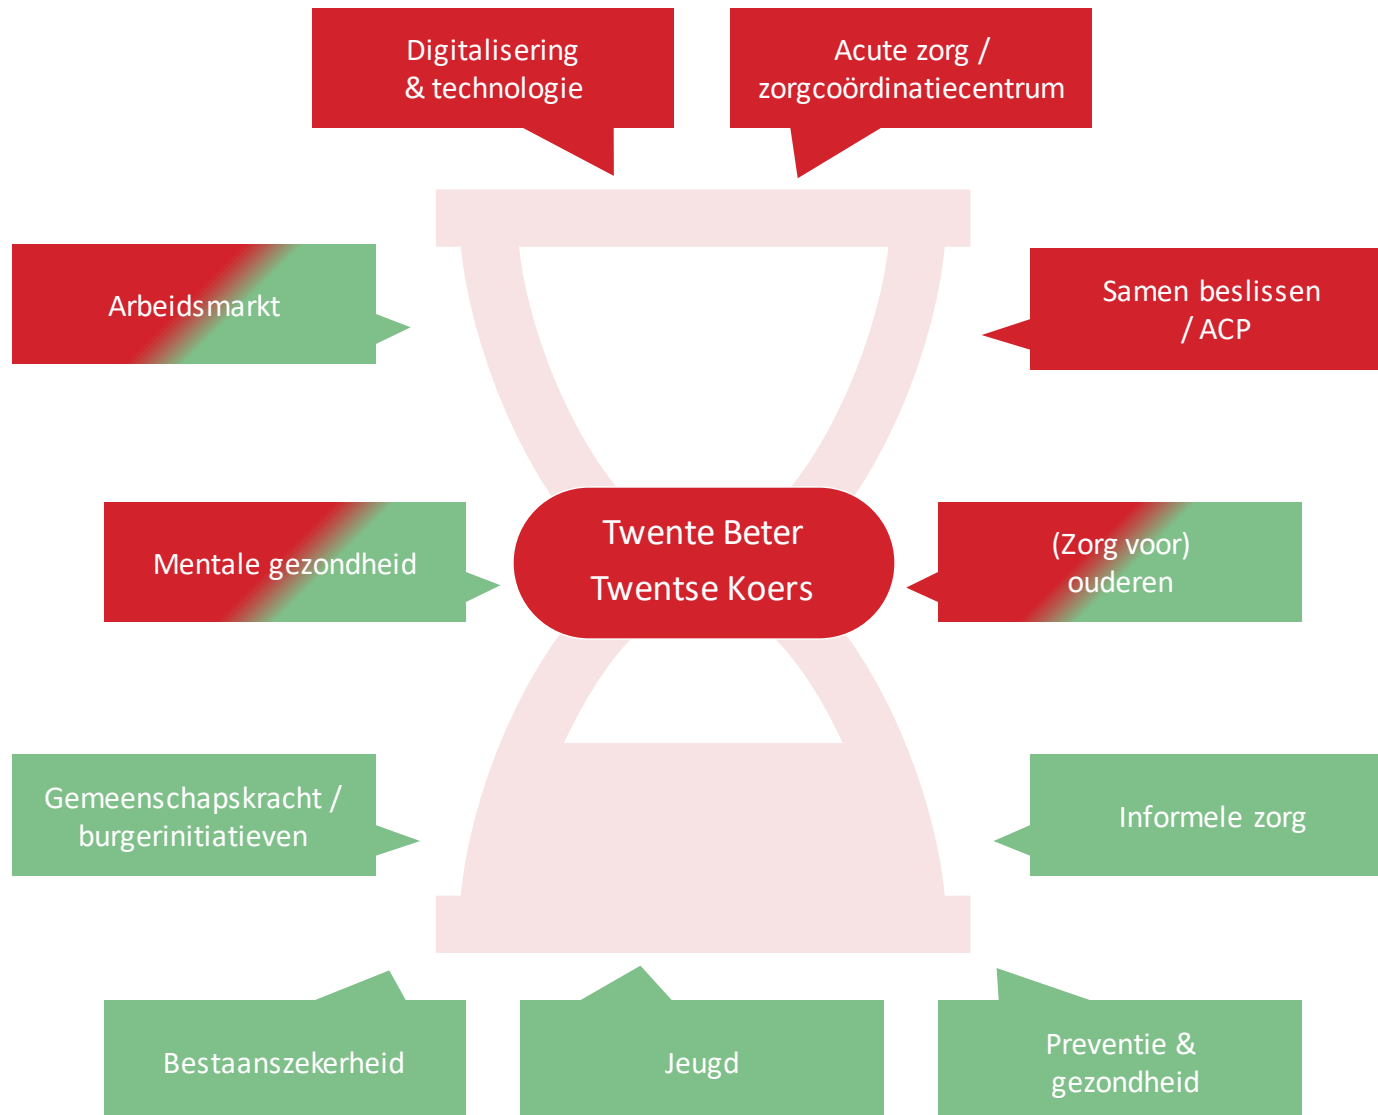 Digitalisering
& technologie
Acute zorg /
zorgcoördinatiecentrum
Arbeidsmarkt
Samen beslissen
/ ACP
Mentale gezondheid
Twente Beter
Twentse Koers
(Zorg voor)
ouderen
Gemeenschapskracht /
burgerinitiatieven
Informele zorg
Bestaanszekerheid
Jeugd
Preventie &
gezondheid